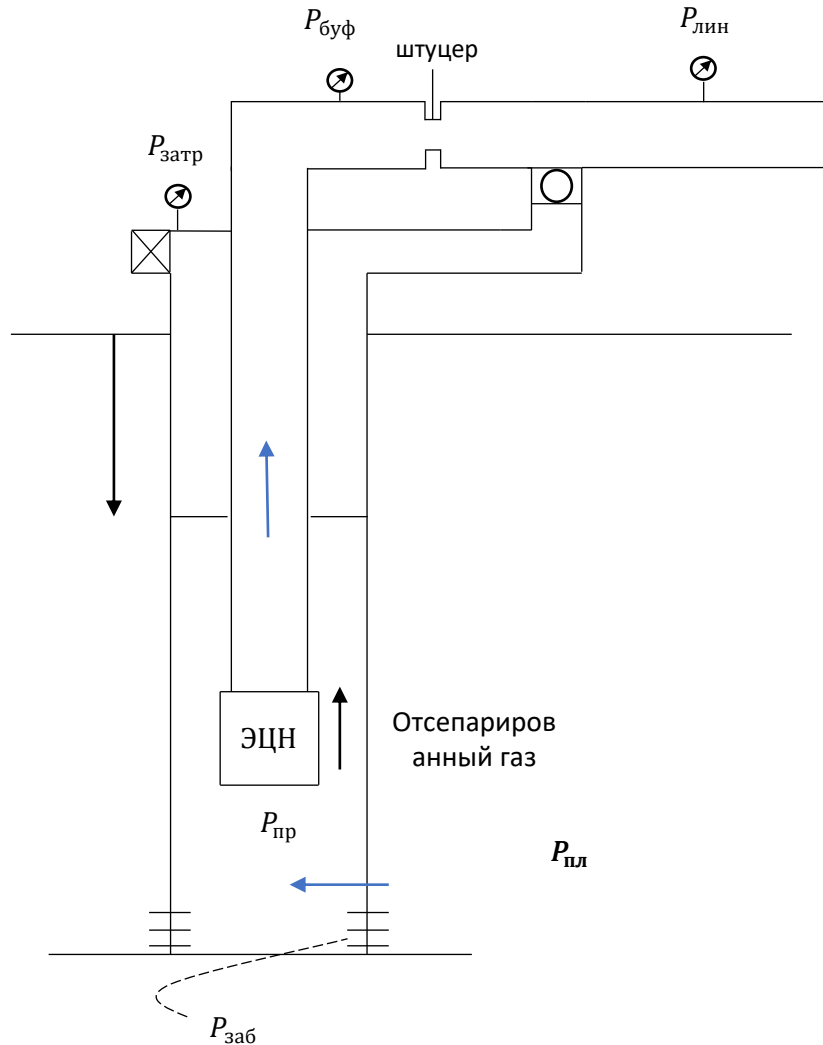 Pбуф
Pлин
штуцер
Pзатр
ЭЦН
Отсепариров
анный газ
Pпр
Pпл
Pзаб